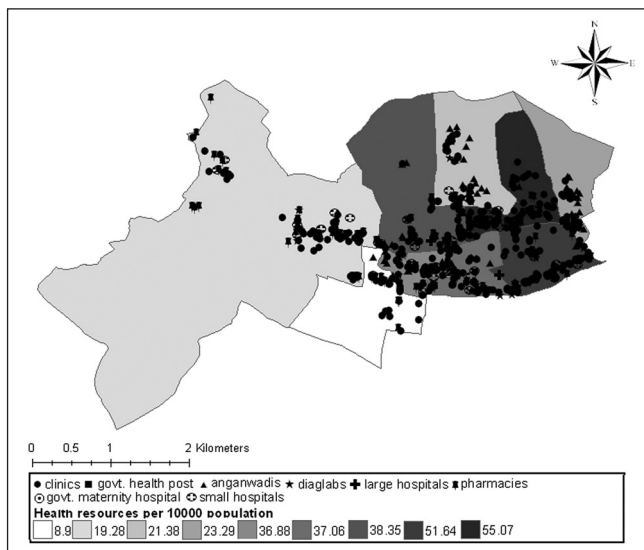 N
W E
S
0 0.5 1 2 Kilometers
clinics govt. health post anganwadis diaglabs large hospitals pharmacies
govt. maternity hospital small hospitals
Health resources per 10000 population
8.9 19.28 21.38 23.29 36.88 37.06 38.35 51.64 55.07